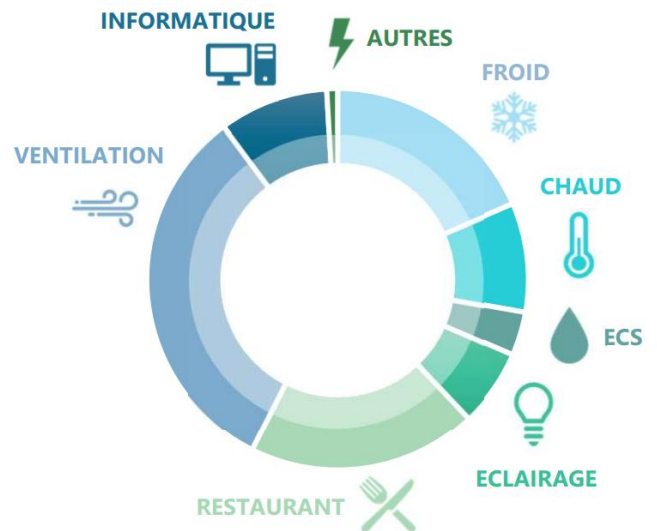 INFORMATIQUE
AUTRES
FROID
VENTILATION
CHAUD
ECS
ECLAIRAGE
RESTAURANT